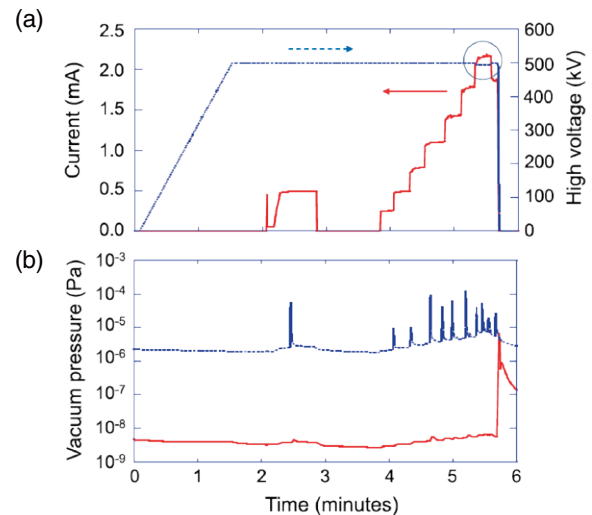 (a)
2.5
2.0
1.5
1.0
0.5
0.0
Current (mA)
600
500
400
300
200
100
0
High voltage (kV)
(b)
10-3
10-4
10-5
10-6
10-7
10-8
10-9
Vacuum pressure (Pa)
0 1 2 3 4 5 6
Time (minutes)